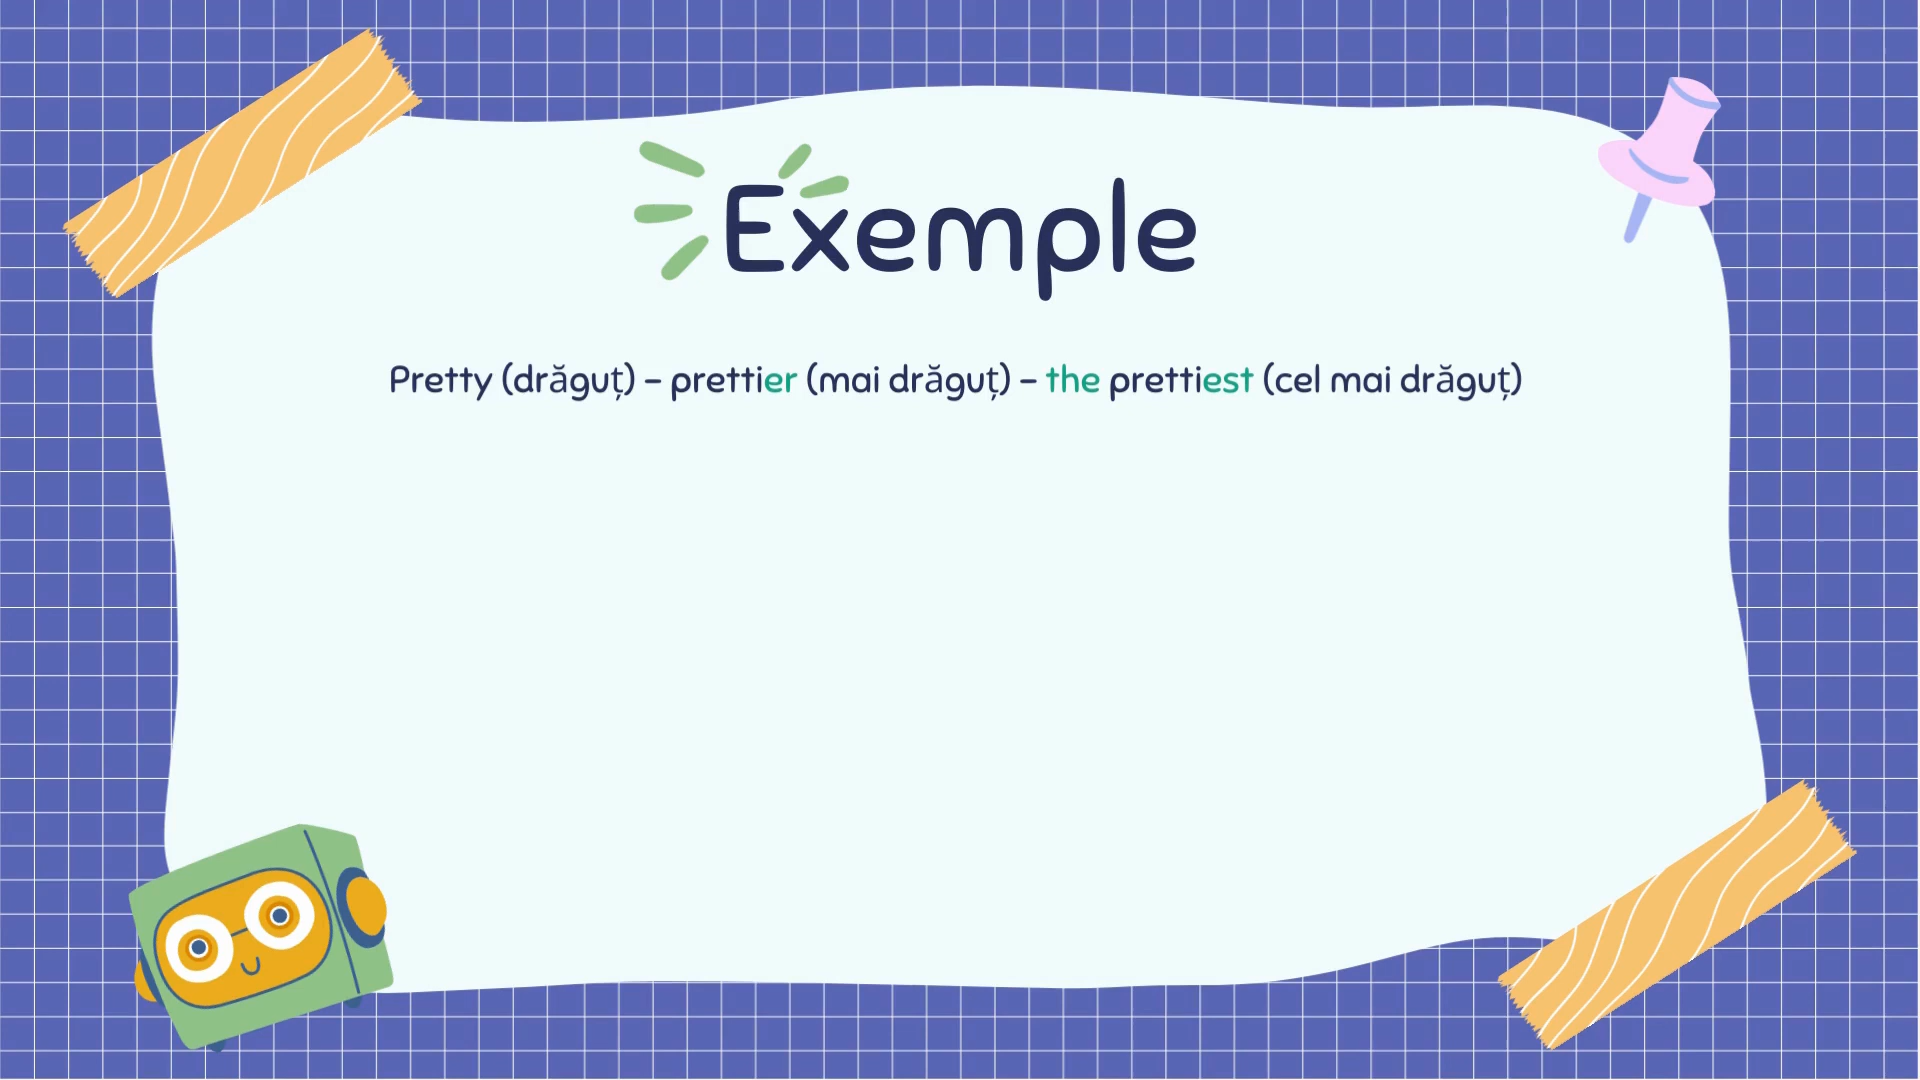 Exemple
Pretty (drăguț) – prettier (mai drăguț) – the prettiest (cel mai drăguț)